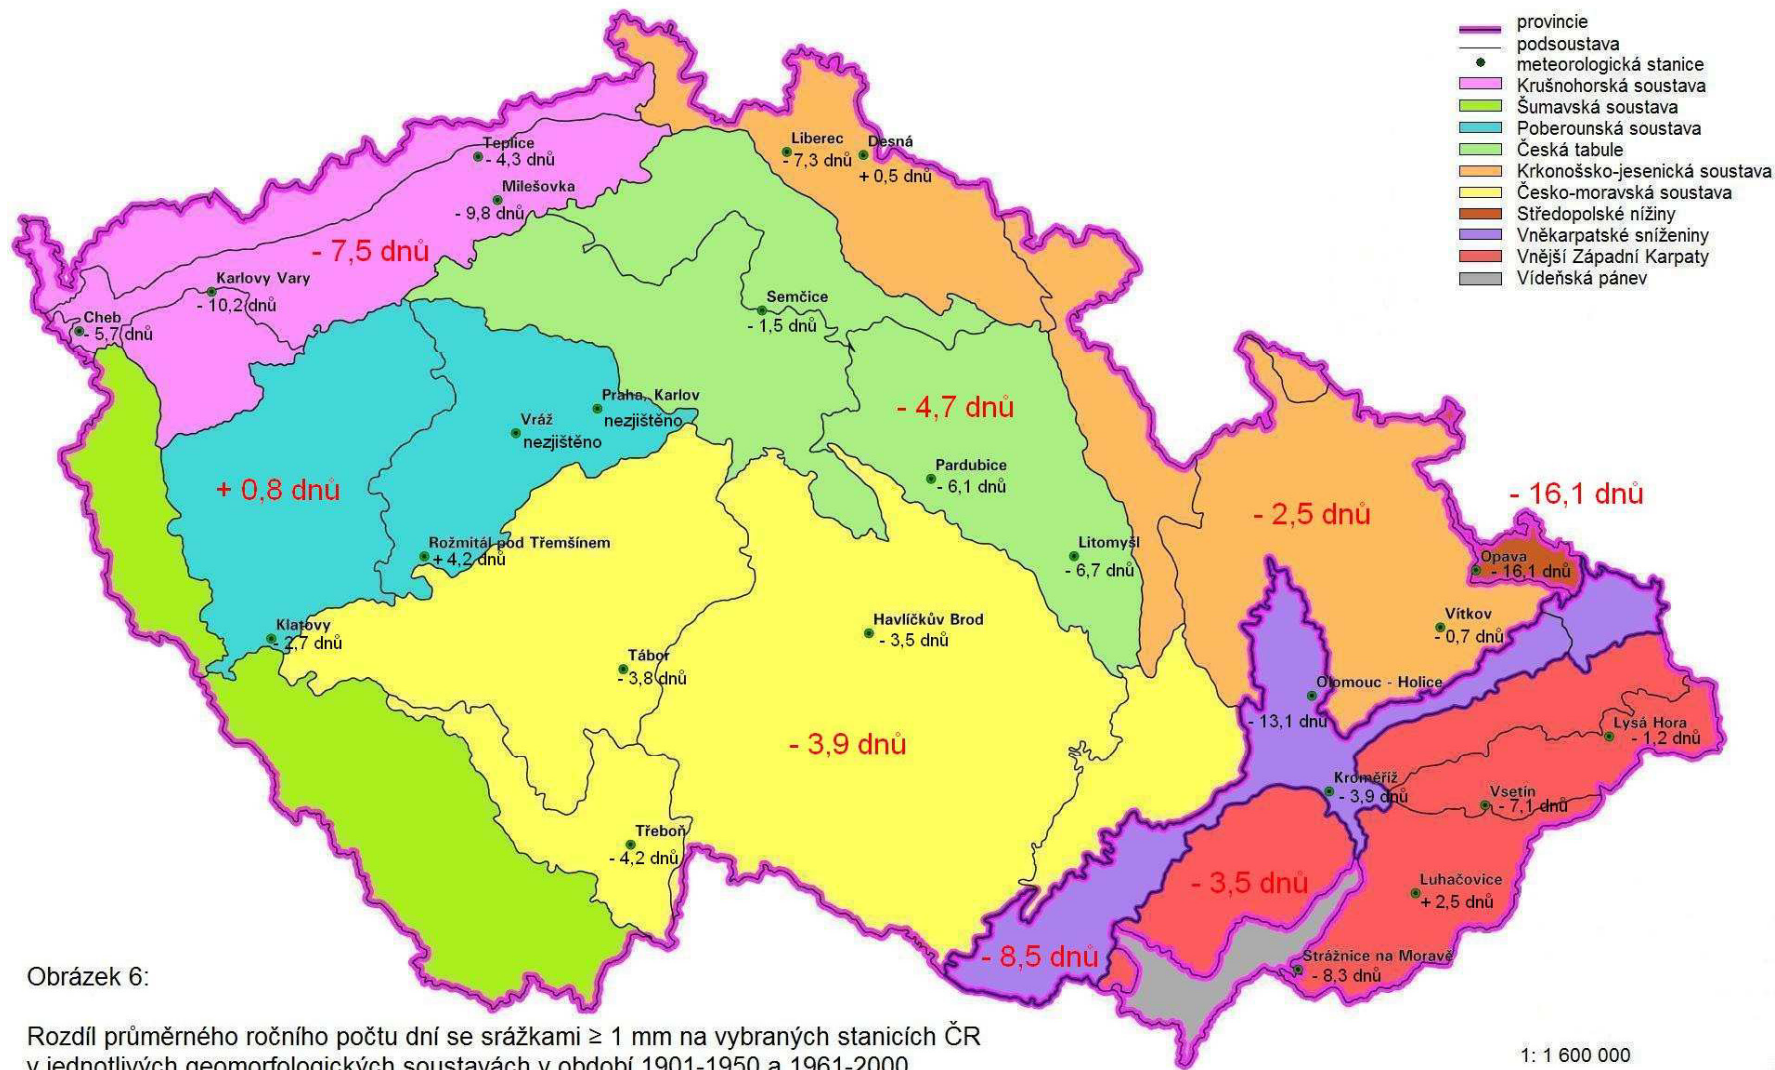 provincie
podsoustava
meteorologická stanice
Krušnohorská soustava
Šumavská soustava
Poberounská soustava
Česká tabule
Krkonošsko-jesenická soustava
Česko-moravská soustava
Středopolské nížiny
Vněkarpatské sníženiny
Vnější Západní Karpaty
Vídeňská pánev
Teplice
- 4,3 dnů
Milešovka
- 9,8 dnů
- 7,5 dnů
Karlovy Vary
- 10,2 dnů
Cheb
- 5,7 dnů
Liberec
- 7,3 dnů
Desná
+ 0,5 dnů
Semčice
- 1,5 dnů
Praha, Karlov
nezjištěno
Vráž
nezjištěno
- 4,7 dnů
Pardubice
- 6,1 dnů
+ 0,8 dnů
Rožmitál pod Třemšínem
+ 4,2 dnů
Litomyšl
- 6,7 dnů
- 2,5 dnů
- 16,1 dnů
Opava
- 16,1 dnů
Vítkov
- 0,7 dnů
Klatovy
- 2,7 dnů
Tábor
- 3,8 dnů
Havlíčkův Brod
- 3,5 dnů
Olomouc - Holice
- 13,1 dnů
Lysá Hora
- 1,2 dnů
- 3,9 dnů
Kroměříž
- 3,9 dnů
Vsetín
- 7,1 dnů
Třeboň
- 4,2 dnů
- 3,5 dnů
Luhačovice
+ 2,5 dnů
- 8,5 dnů
Strážnice na Moravě
- 8,3 dnů
Obrázek 6:
Rozdíl průměrného ročního počtu dní se srážkami ≥ 1 mm na vybraných stanicích ČR
v jednotlivých geomorfologických soustavách v období 1901-1950 a 1961-2000
1: 1 600 000